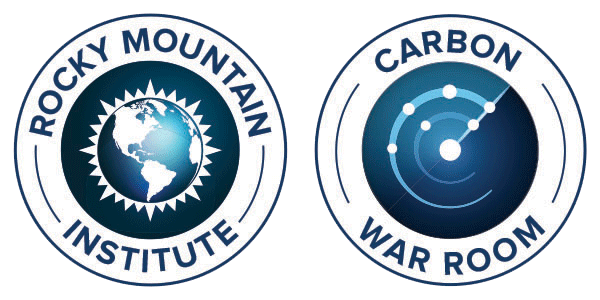 ROCKY MOUNTAIN
INSTITUTE
CARBON
WAR ROOM